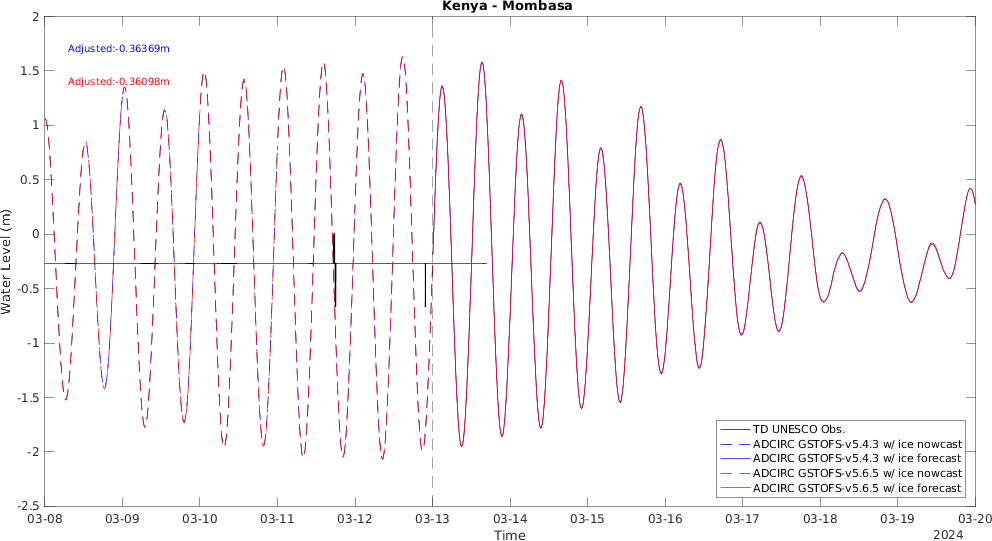 Kenya - Mombasa
2
Adjusted:-0.36369m
1.5
Adjusted:-0.36098m
1
0.5
0
-0.5
-1
-1.5
-2
-2.5
Water Level (m)
TD UNESCO Obs.
ADCIRC GSTOFS-v5.4.3 w/ ice nowcast
ADCIRC GSTOFS-v5.4.3 w/ ice forecast
ADCIRC GSTOFS-v5.6.5 w/ ice nowcast
ADCIRC GSTOFS-v5.6.5 w/ ice forecast
03-08 03-09 03-10 03-11 03-12 03-13 03-14 03-15 03-16 03-17 03-18 03-19 03-20
Time
2024